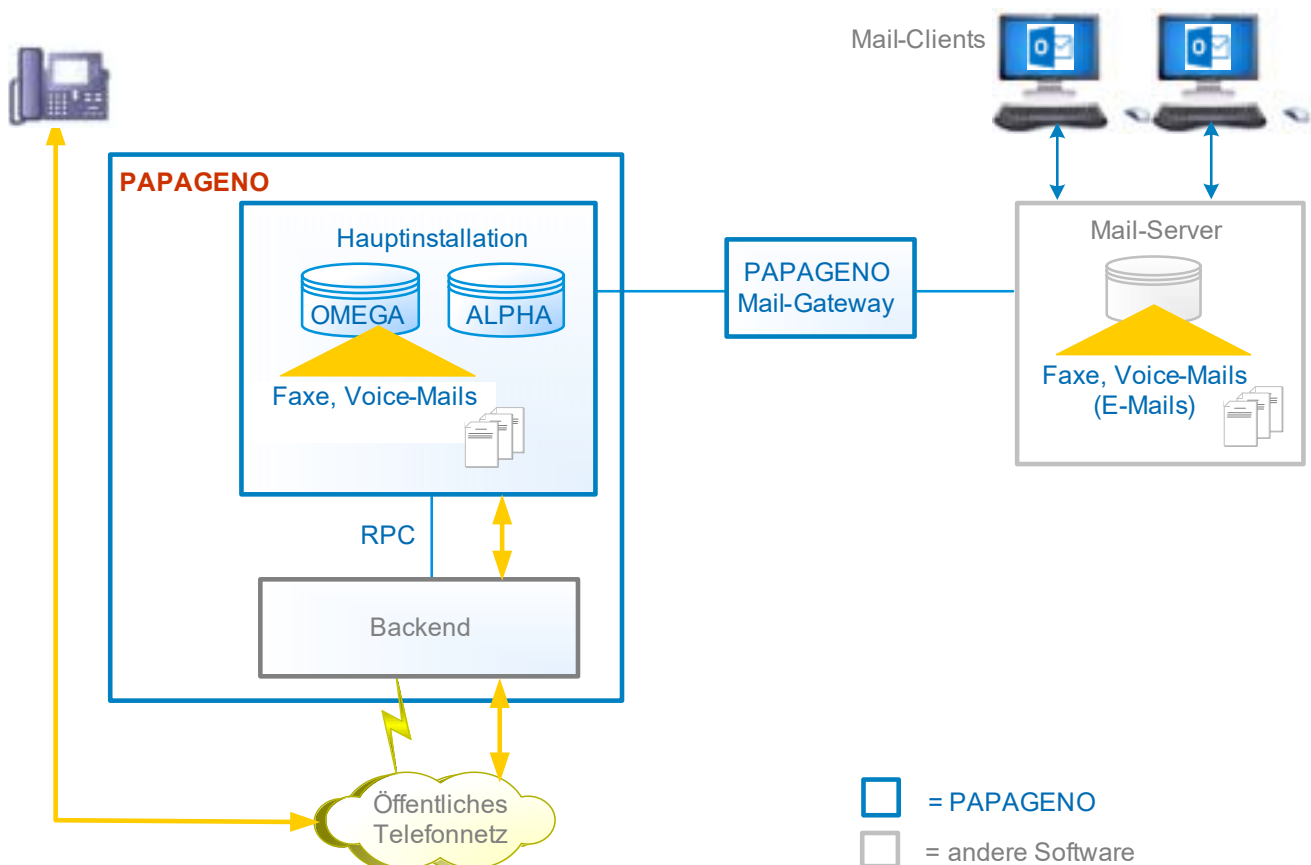 Mail-Clients
PAPAGENO
Hauptinstallation
OMEGA
ALPHA
Faxe, Voice-Mails
PAPAGENO
Mail-Gateway
Mail-Server
Faxe, Voice-Mails
(E-Mails)
RPC
Backend
Öffentliches
Telefonnetz
= PAPAGENO
= andere Software